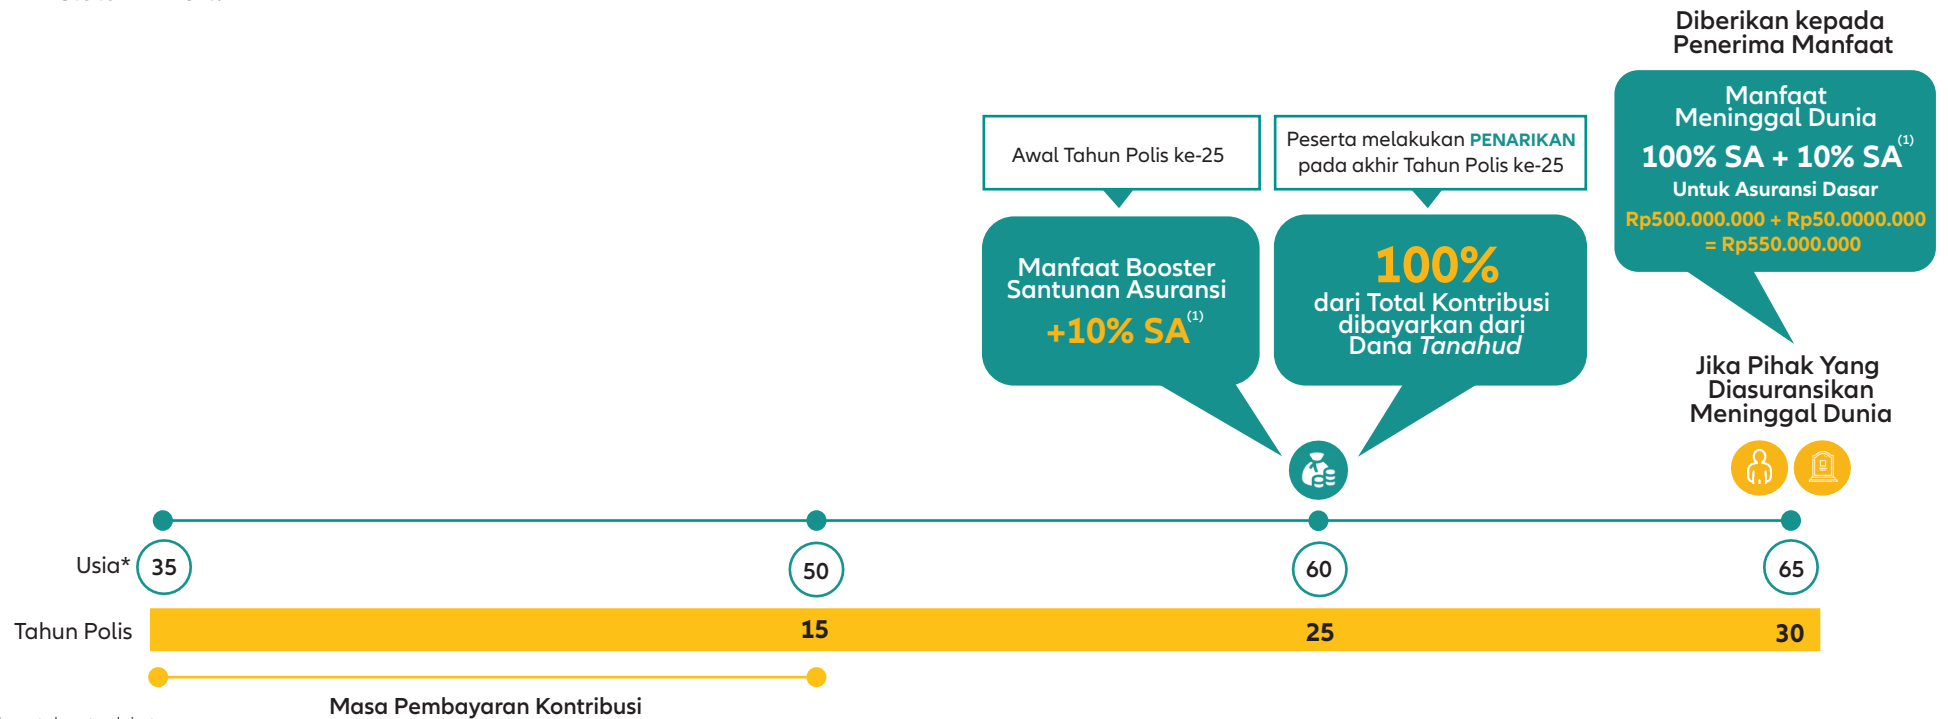 Diberikan kepada
Penerima Manfaat
Manfaat
Meninggal Dunia
100% SA + 10% SA(1)
Untuk Asuransi Dasar
Rp500.000.000 + Rp50.0000.000
= Rp550.000.000
Awal Tahun Polis ke-25
Peserta melakukan PENARIKAN
pada akhir Tahun Polis ke-25
Manfaat Booster
Santunan Asuransi
+10% SA(1)
100%
dari Total Kontribusi
dibayarkan dari
Dana Tanahud
Jika Pihak Yang
Diasuransikan
Meninggal Dunia
Usia* 35 50 60 65
Tahun Polis 15 25 30
Masa Pembayaran Kontribusi